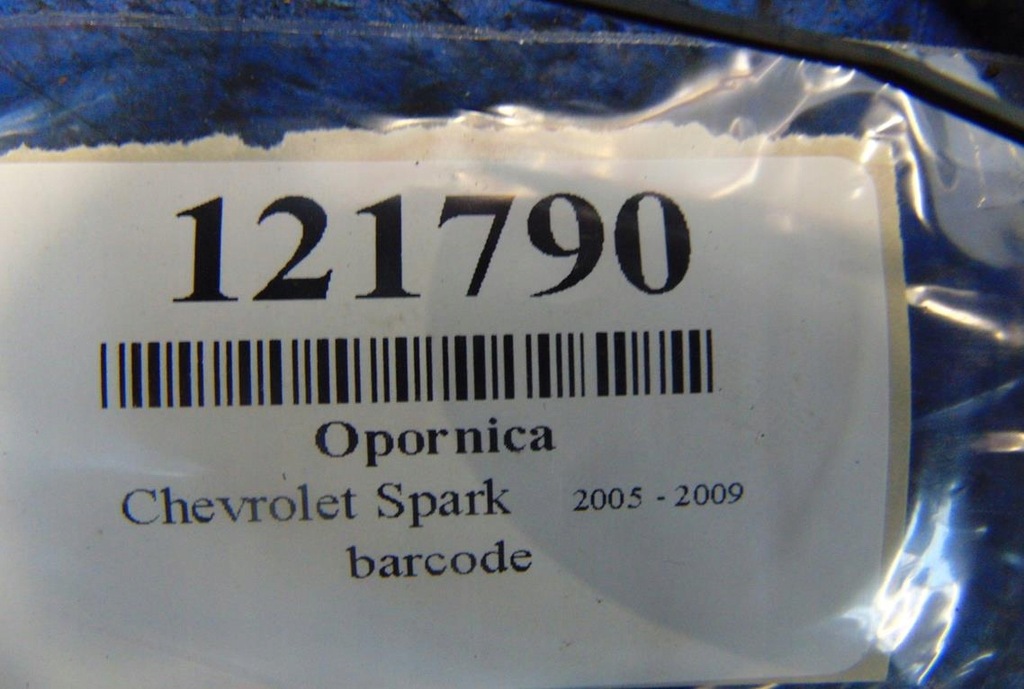 121790
Opornica
Chevrolet Spark 2005 - 2009
barcode